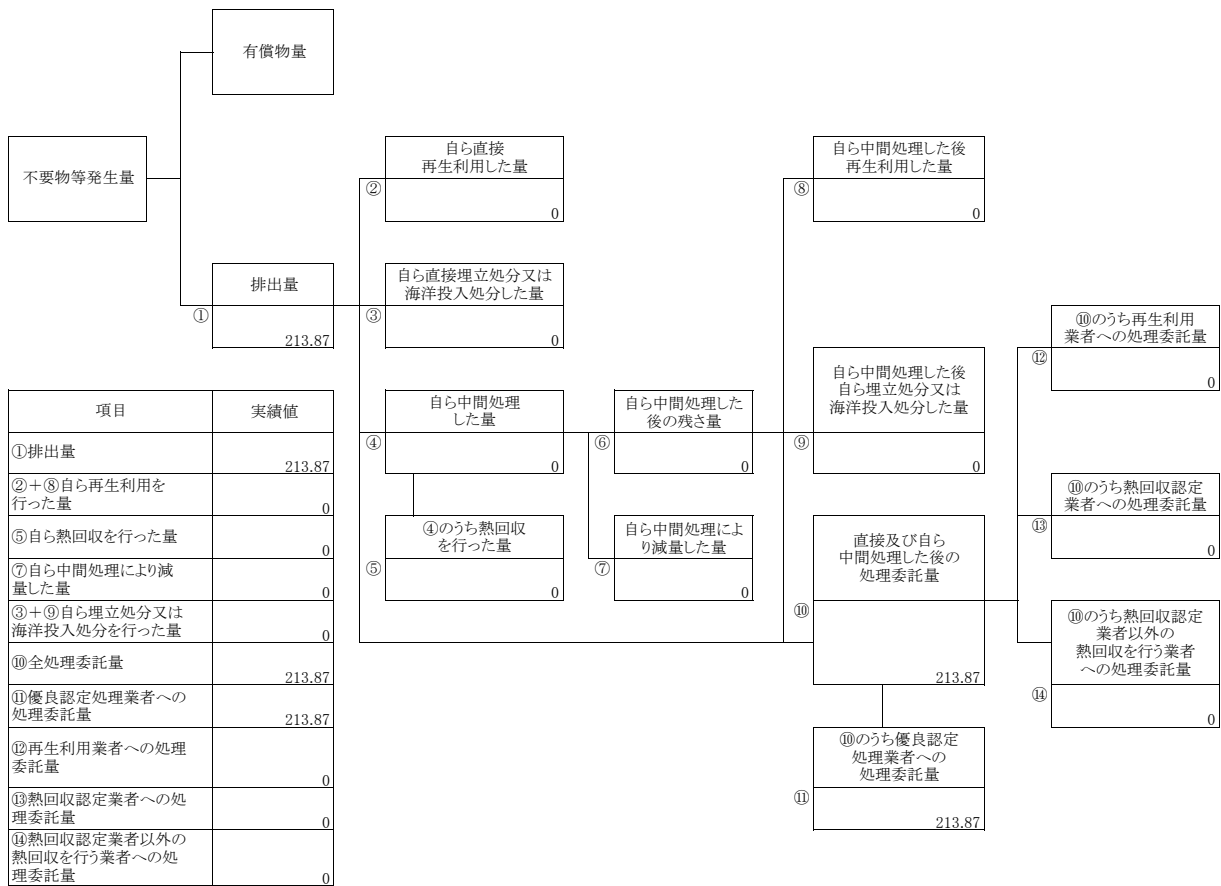 有償物量
不要物等発生量
排出量
①
213.87
自ら直接
再生利用した量
②
0
自ら直接埋立処分又は
海洋投入処分した量
③
0
自ら中間処理
した量
④
0
④のうち熱回収
を行った量
⑤
0
自ら中間処理した
後の残さ量
⑥
0
自ら中間処理によ
り減量した量
⑦
0
自ら中間処理した後
再生利用した量
⑧
0
自ら中間処理した後
自ら埋立処分又は
海洋投入処分した量
⑨
0
直接及び自ら
中間処理した後の
処理委託量
⑩
213.87
⑩のうち優良認定
処理業者への
処理委託量
⑪
213.87
⑩のうち再生利用
業者への処理委託量
⑫
0
⑩のうち熱回収認定
業者への処理委託量
⑬
0
⑩のうち熱回収認定
業者以外の
熱回収を行う業者
への処理委託量
⑭
0
項目 実績値
①排出量
213.87
②+⑧自ら再生利用を
行った量
0
⑤自ら熱回収を行った量
0
⑦自ら中間処理により減
量した量
0
③+⑨自ら埋立処分又は
海洋投入処分を行った量
0
⑩全処理委託量
213.87
⑪優良認定処理業者への
処理委託量
213.87
⑫再生利用業者への処理
委託量
0
⑬熱回収認定業者への処
理委託量
0
⑭熱回収認定業者以外の
熱回収を行う業者への処
理委託量
0